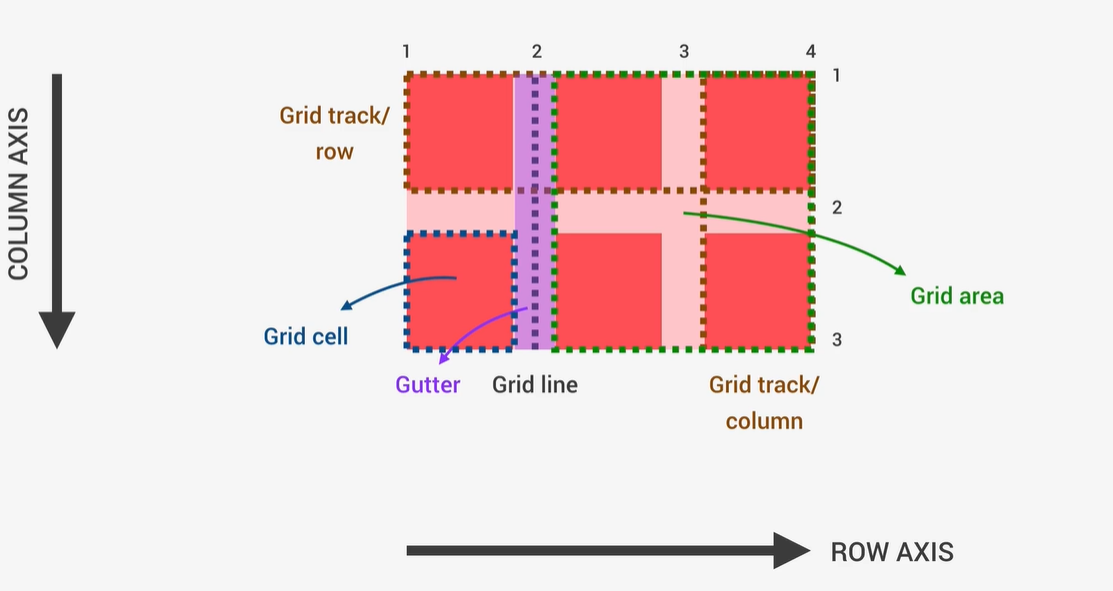 1 2 3 4
1
COLUMN AXIS
Grid track/
row
2
Grid area
Grid cell
3
Gutter
Grid line
Grid track/
column
ROW AXIS